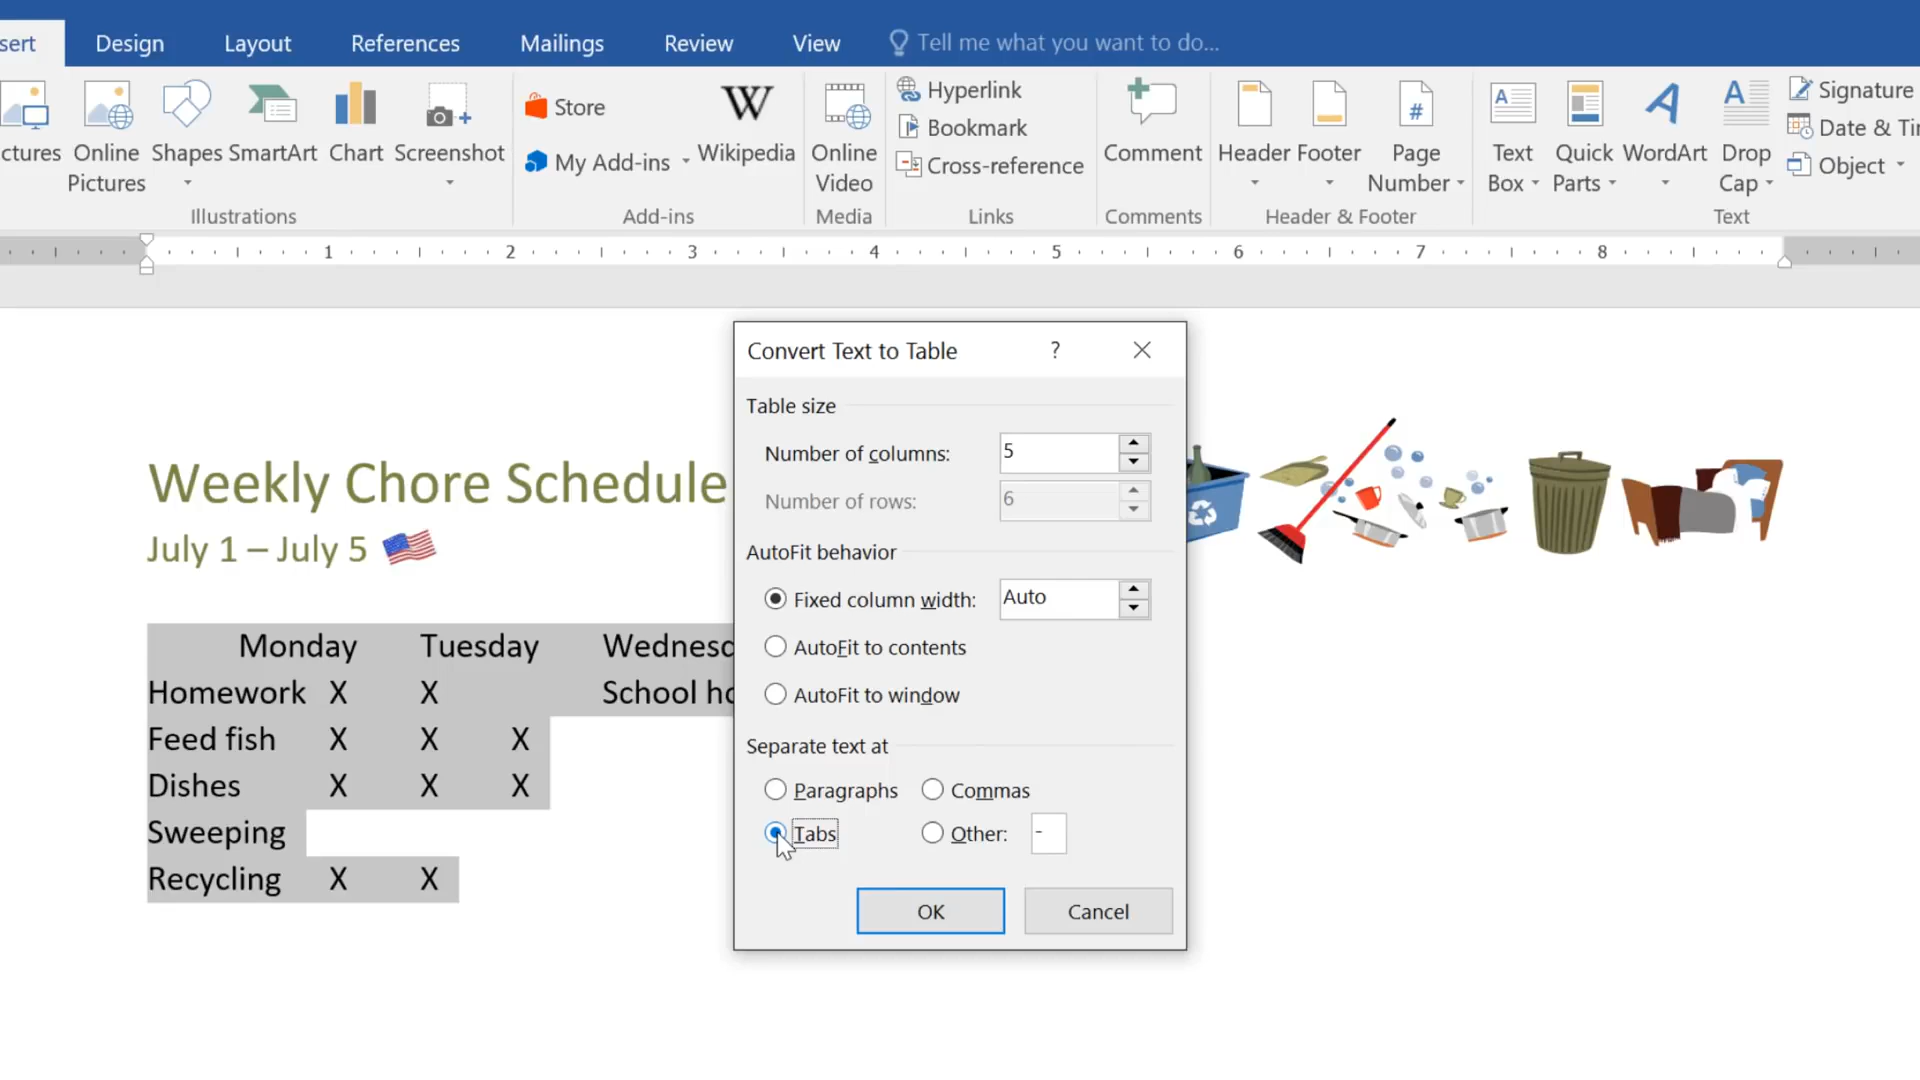 Design Layout References Mailings Review View Tell me what you want to do...
Online Pictures
Shapes
SmartArt
Chart
Screenshot
Illustrations
Store
My Add-ins
W
Wikipedia
Add-ins
Online Video
Media
Hyperlink
Bookmark
Cross-reference
Links
Comment
Comments
Header
Footer
#
Page Number
Header & Footer
A
Text Box
Quick Parts
A
WordArt
A
Drop Cap
Signature
Date &
Object
Text
1 2 3 4 5 6 7 8
Weekly Chore Schedule
July 1 – July 5
Monday Tuesday
Homework X X School
Feed fish X X X
Dishes X X X
Sweeping
Recycling X X
Convert Text to Table ?
Table size
Number of columns: 5
Number of rows: 6
AutoFit behavior
Fixed column width: Auto
AutoFit to contents
AutoFit to window
Separate text at
Paragraphs Commas
Tabs Other: -
OK Cancel